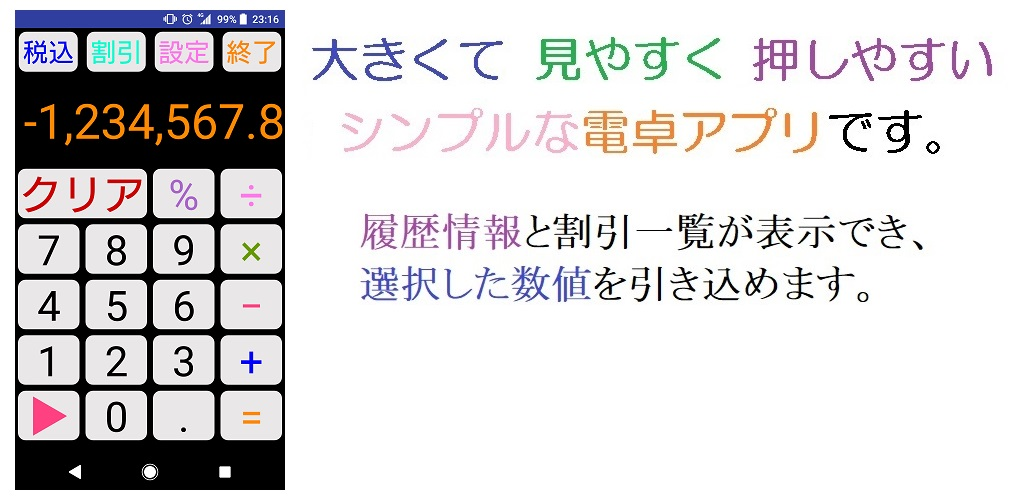 99% 23:16
税込 割引 設定 終了
-1,234,567.8
クリア % ÷
7 8 9 ×
4 5 6 −
1 2 3 +
0 . =
大きくて 見やすく 押しやすい
シンプルな電卓アプリです。
履歴情報と割引一覧が表示でき、
選択した数値を引き込めます。